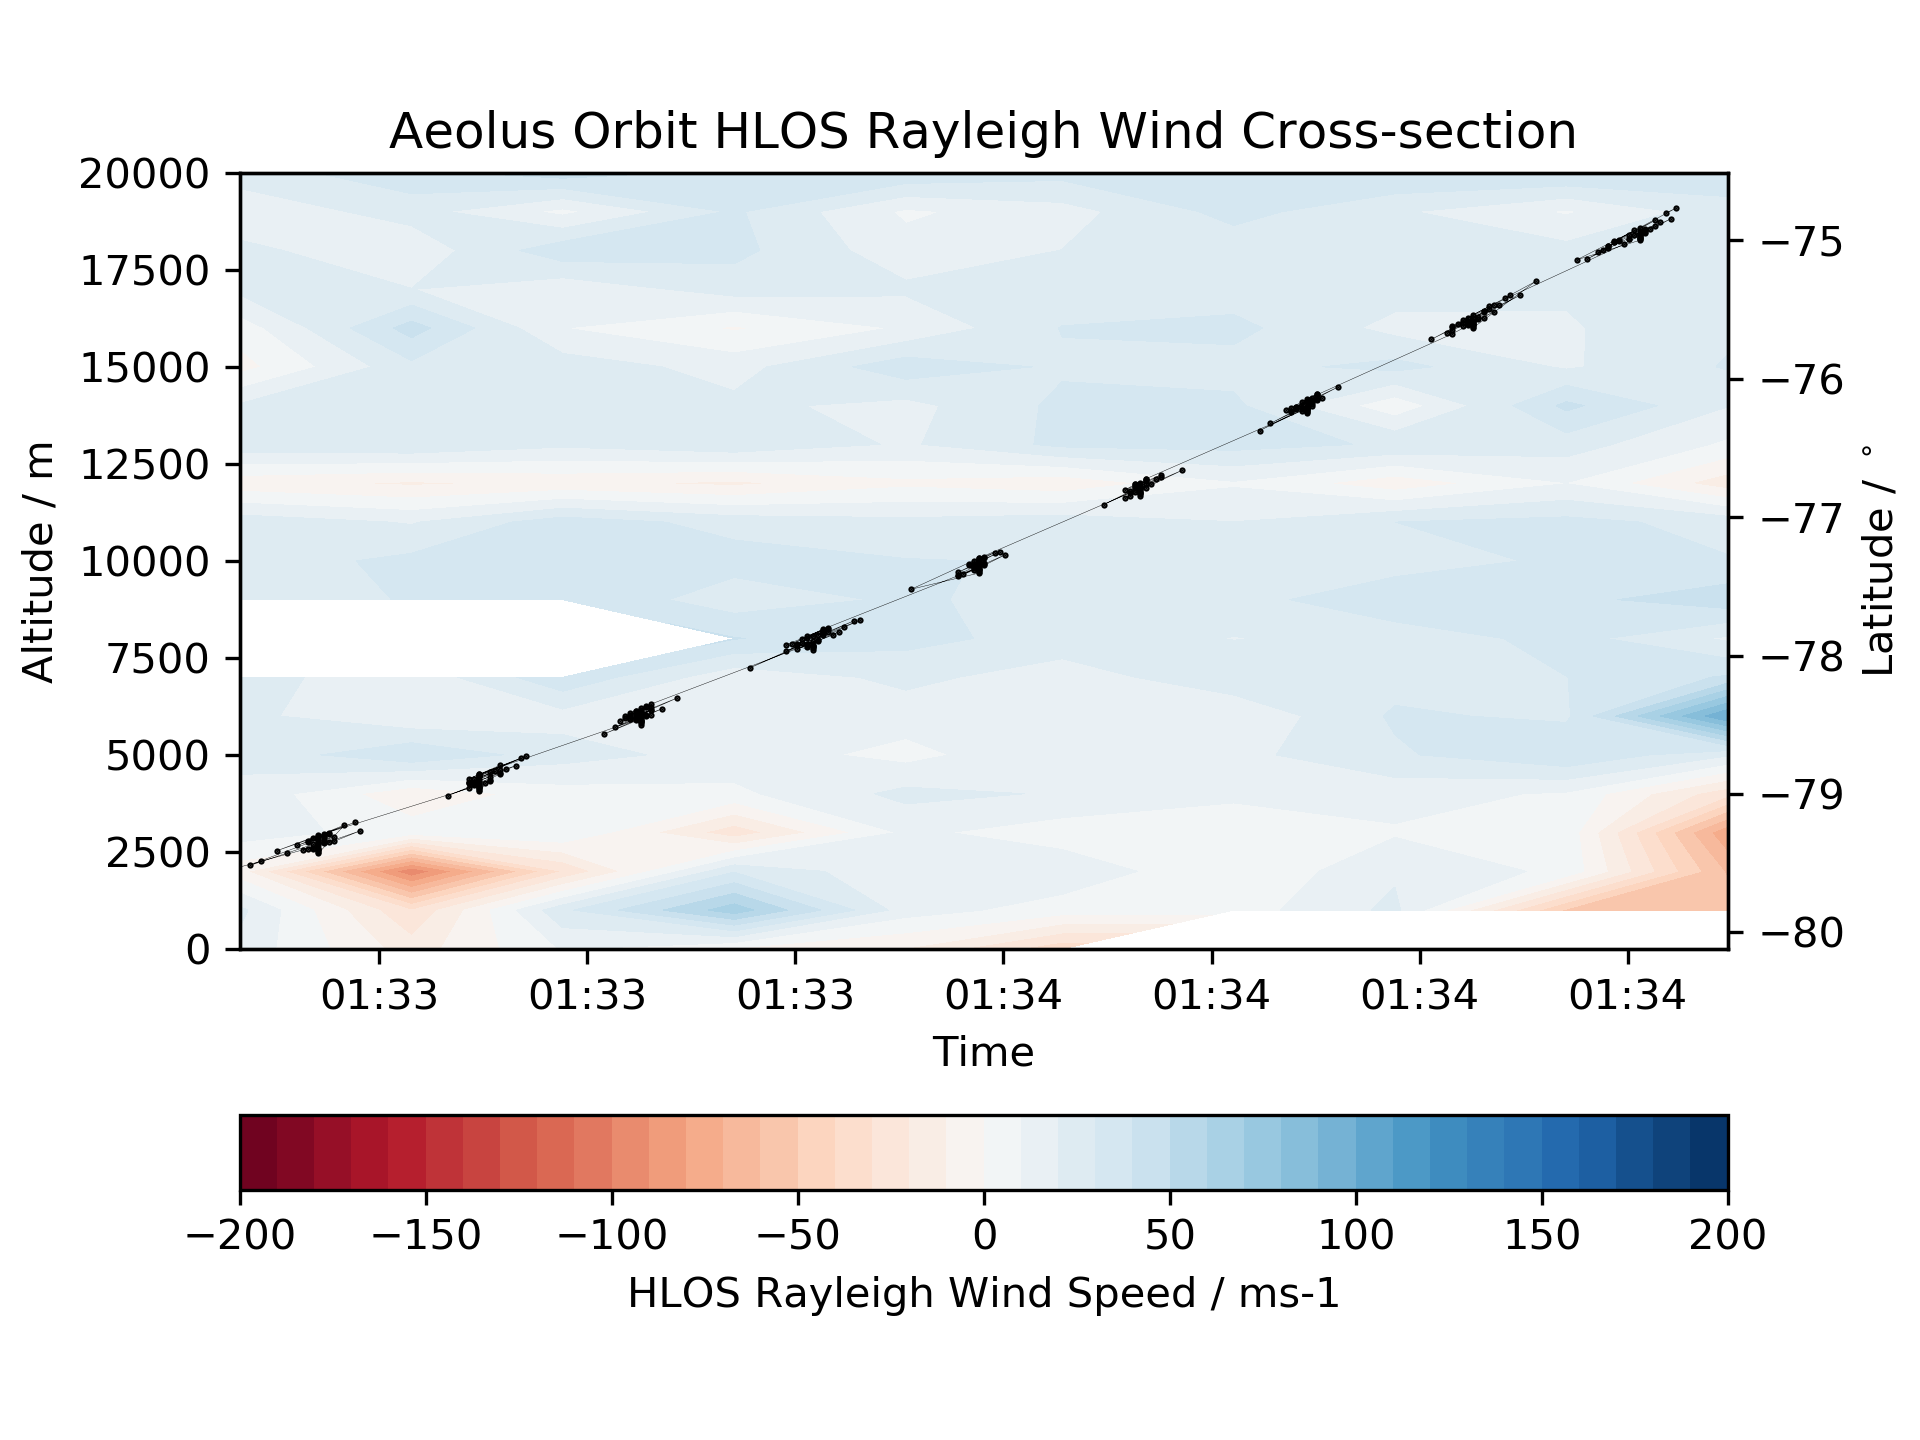 Aeolus Orbit HLOS Rayleigh Wind Cross-section
20000
17500
15000
12500
10000
7500
5000
2500
0
Altitude / m
−75
−76
−77
−78
−79
−80
Latitude / °
01:33 01:33 01:33 01:34 01:34 01:34 01:34
Time
−200 −150 −100 −50 0 50 100 150 200
HLOS Rayleigh Wind Speed / ms-1